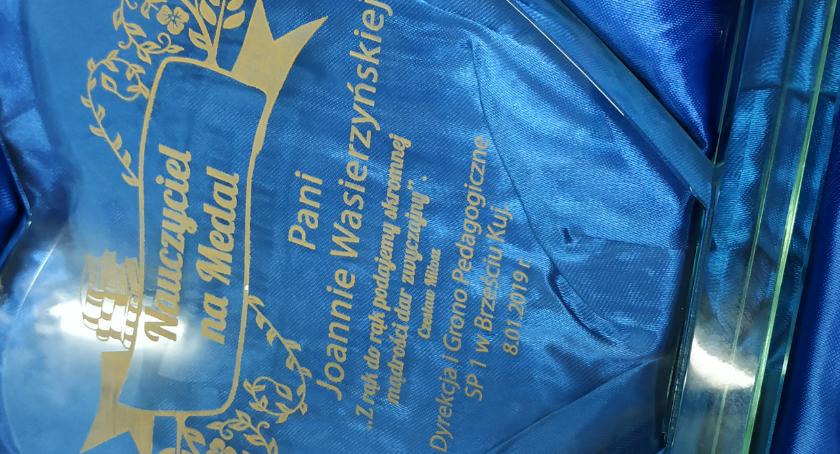 Nauczyciel
na Medal
Pani
Joannie Wasierzyńskiej
„Z rąk do rąk podajemy skromnej
mądrości dar zwyczajny”.
Czesław Miłosz
Dyrekcja i Grono Pedagogiczne
SP 1 w Brześciu Kuj.
8.01.2019 r.